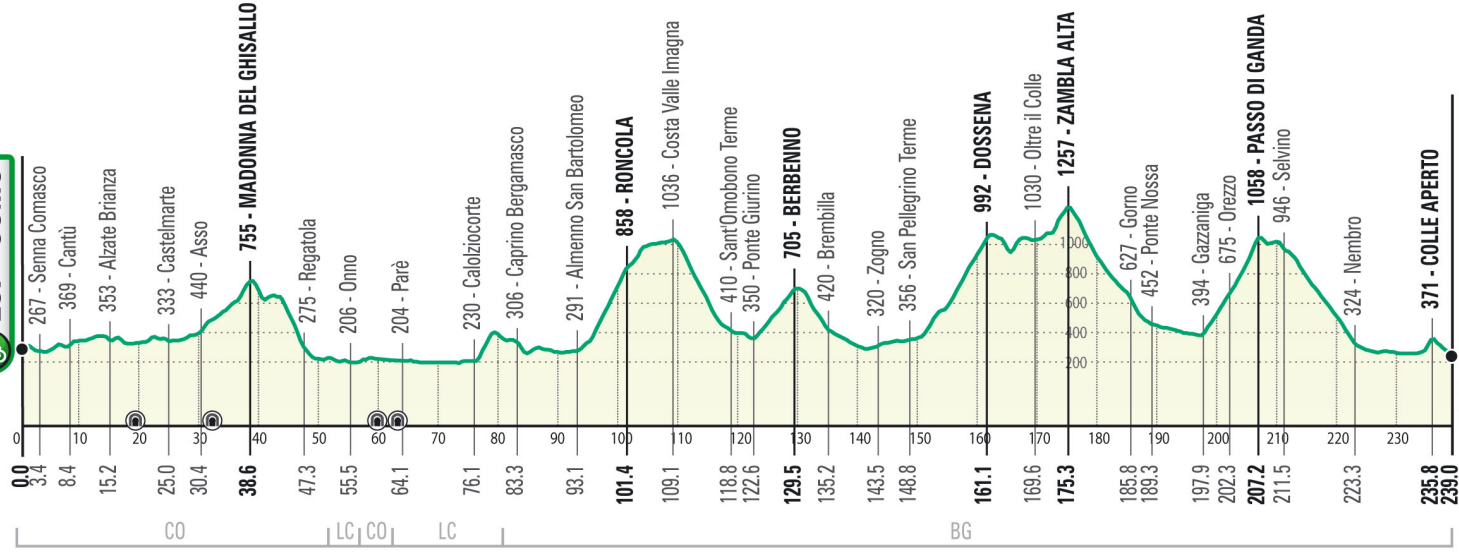 267 - Senna Comasco
369 - Cantù
353 - Alzate Brianza
333 - Castelmarte
440 - Asso
755 - MADONNA DEL GHISALLO
275 - Regatola
206 - Onno
204 - Parè
230 - Calolziocorte
306 - Caprino Bergamasco
291 - Almenno San Bartolomeo
858 - RONCOLA
1036 - Costa Valle Imagna
410 - Sant'Omobono Terme
350 - Ponte Giurino
705 - BERBENNO
420 - Brembilla
320 - Zogno
356 - San Pellegrino Terme
992 - DOSSENA
1030 - Oltre il Colle
1257 - ZAMBLA ALTA
627 - Gorno
452 - Ponte Nossa
394 - Gazzaniga
675 - Orezzo
1058 - PASSO DI GANDA
946 - Selvino
324 - Nembro
371 - COLLE APERTO
1000
800
600
400
200
0 10 20 30 40 50 60 70 80 90 100 110 120 130 140 150 160 170 180 190 200 210 220 230
0.0 3.4 8.4 15.2 25.0 30.4 38.6 47.3 55.5 64.1 76.1 83.3 93.1 101.4 109.1 118.8 122.6 129.5 135.2 143.5 148.8 161.1 169.6 175.3 185.8 189.3 197.9 202.3 207.2 211.5 223.3 235.8 239.0
CO LC CO LC BG